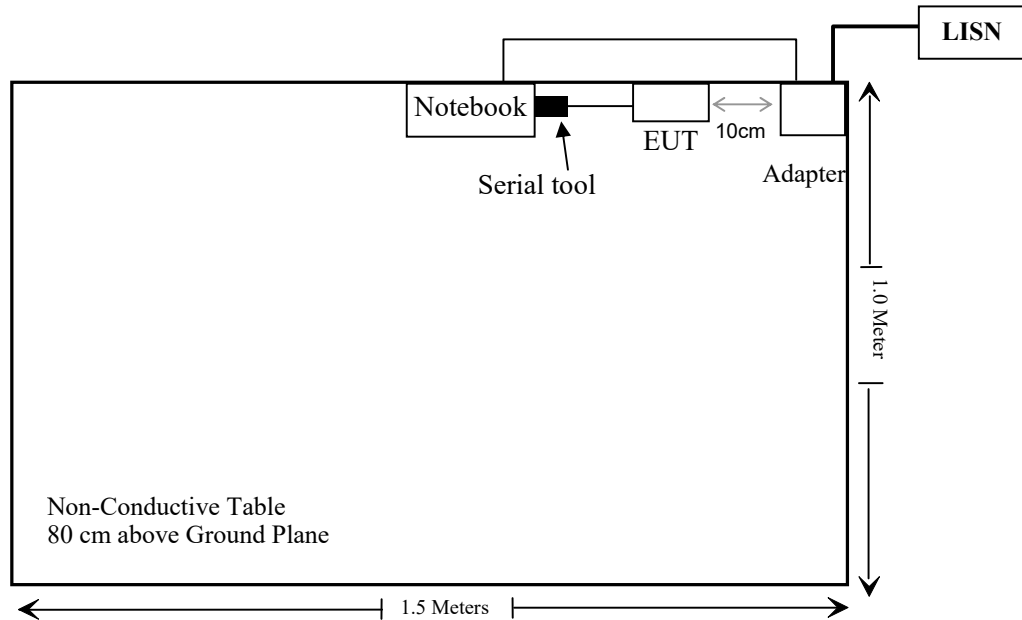 LISN
Notebook
EUT
10cm
Serial tool
Adapter
1.0 Meter
Non-Conductive Table
80 cm above Ground Plane
1.5 Meters